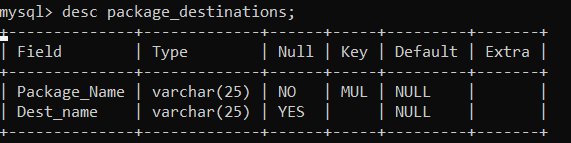 mysql> desc package_destinations;
+--------------+-------------+------+-----+---------+-------+
| Field        | Type        | Null | Key | Default | Extra |
+--------------+-------------+------+-----+---------+-------+
| Package_Name | varchar(25) | NO   | MUL | NULL    |       |
| Dest_name    | varchar(25) | YES  |     | NULL    |       |
+--------------+-------------+------+-----+---------+-------+